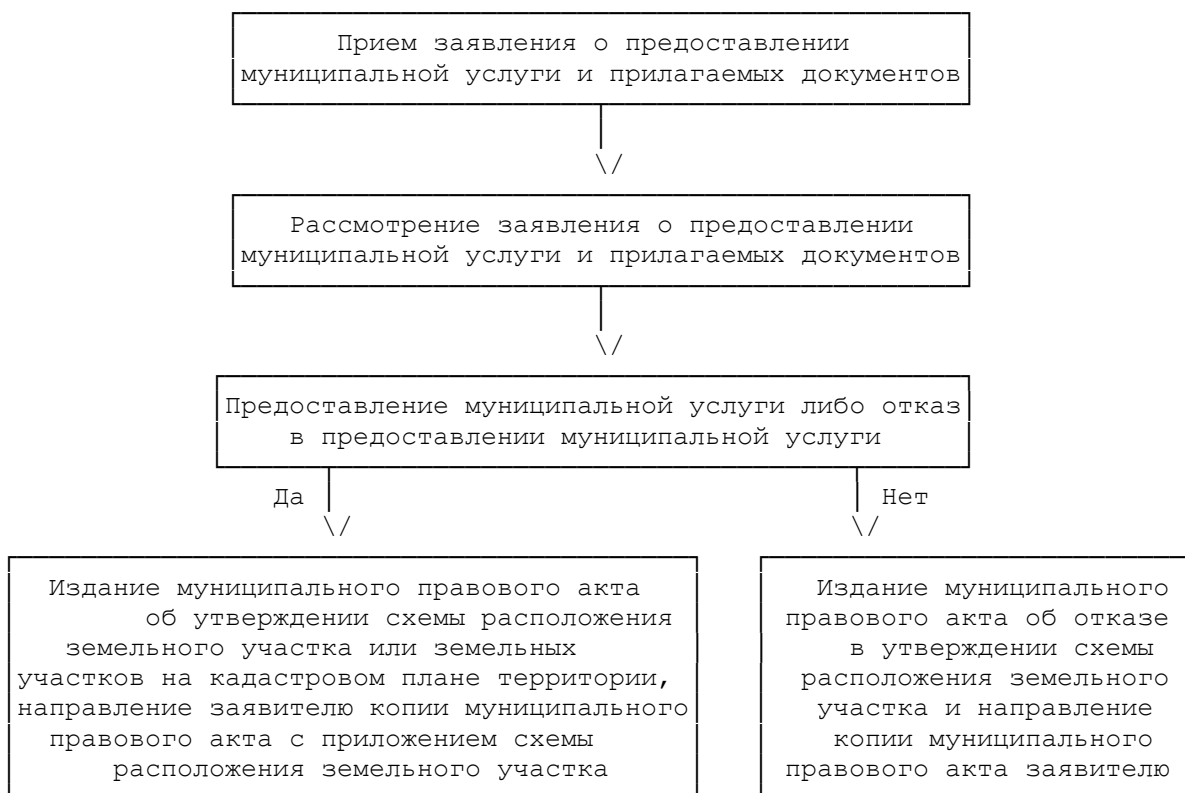 Прием заявления о предоставлении
муниципальной услуги и прилагаемых документов
\/
Рассмотрение заявления о предоставлении
муниципальной услуги и прилагаемых документов
\/
Предоставление муниципальной услуги либо отказ
в предоставлении муниципальной услуги
Да
Нет
\/
\/
Издание муниципального правового акта
об утверждении схемы расположения
земельного участка или земельных
участков на кадастровом плане территории,
направление заявителю копии муниципального
правового акта с приложением схемы
расположения земельного участка
Издание муниципального
правового акта об отказе
в утверждении схемы
расположения земельного
участка и направление
копии муниципального
правового акта заявителю